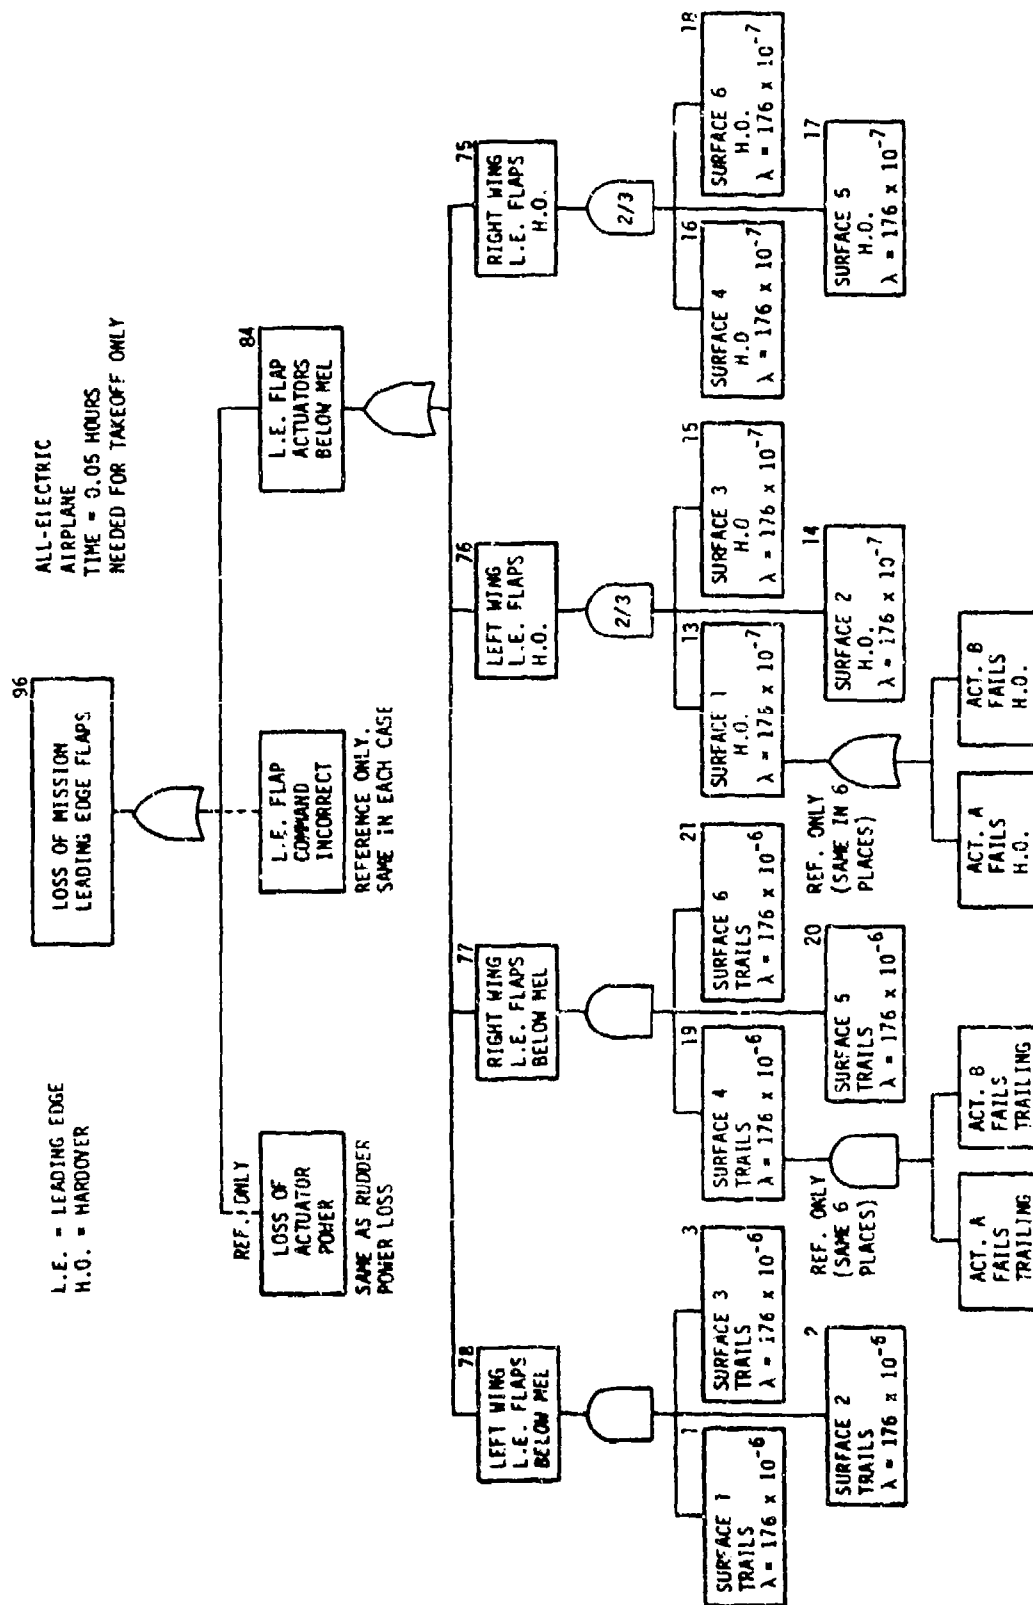 L.E. = LEADING EDGE
H.O. = HARDOVER
ALL-ELECTRIC
AIRPLANE
TIME = 0.05 HOURS
NEEDED FOR TAKEOFF ONLY
96
LOSS OF MISSION
LEADING EDGE FLAPS
REF. ONLY
LOSS OF
ACTUATOR
POWER
SAME AS RUDDER
POWER LOSS
L.E. FLAP
COMMAND
INCORRECT
REFERENCE ONLY.
SAME IN EACH CASE
84
L.E. FLAP
ACTUATORS
BELOW MEL
78
LEFT WING
L.E. FLAPS
BELOW MEL
77
RIGHT WING
L.E. FLAPS
BELOW MEL
76
LEFT WING
L.E. FLAPS
H.O.
75
RIGHT WING
L.E. FLAPS
H.O.
2/3
2/3
1
SURFACE 1
TRAILS
λ = 176 x 10⁻⁶
3
SURFACE 3
TRAILS
λ = 176 x 10⁻⁶
2
SURFACE 2
TRAILS
λ = 176 x 10⁻⁶
19
SURFACE 4
TRAILS
λ = 176 x 10⁻⁶
21
SURFACE 6
TRAILS
λ = 176 x 10⁻⁶
20
SURFACE 5
TRAILS
λ = 176 x 10⁻⁶
13
SURFACE 1
H.O.
λ = 176 x 10⁻⁷
15
SURFACE 3
H.O
λ = 176 x 10⁻⁷
14
SURFACE 2
H.O.
λ = 176 x 10⁻⁷
16
SURFACE 4
H.O
λ = 176 x 10⁻⁷
18
SURFACE 6
H.O.
λ = 176 x 10⁻⁷
17
SURFACE 5
H.O.
λ = 176 x 10⁻⁷
REF. ONLY
(SAME 6
PLACES)
ACT. A
FAILS
TRAILING
ACT. B
FAILS
TRAILING
REF. ONLY
(SAME IN 6
PLACES)
ACT. A
FAILS
H.O.
ACT. B
FAILS
H.O.